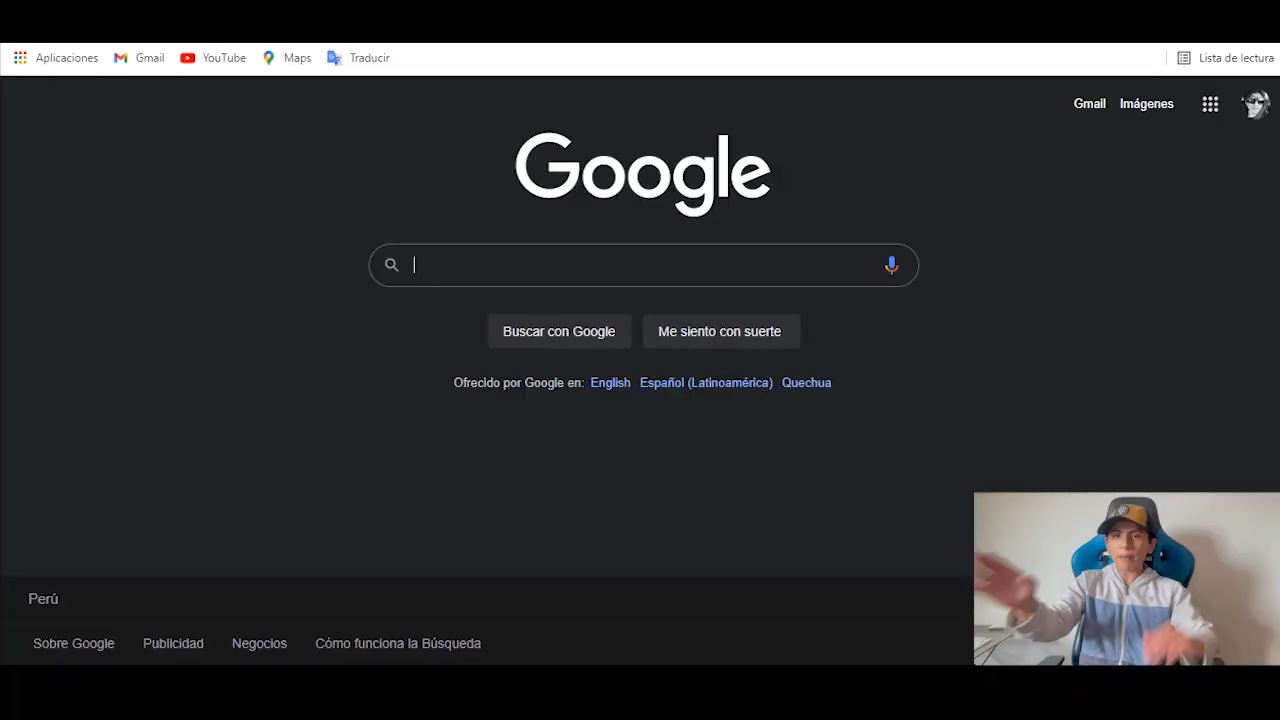 Aplicaciones Gmail YouTube Maps Traducir Lista de lectura
Gmail Imágenes
Google
Buscar con Google Me siento con suerte
Ofrecido por Google en: English Español (Latinoamérica) Quechua
Perú
Sobre Google Publicidad Negocios Cómo funciona la Búsqueda